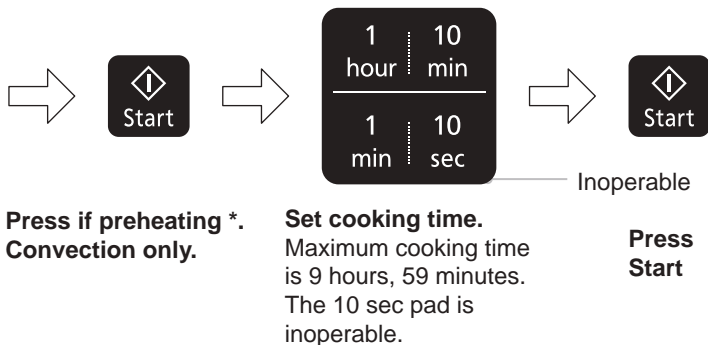 Start
1 10
hour min
1 10
min sec
Start
Inoperable
Press if preheating *.
Convection only.
Set cooking time.
Maximum cooking time
is 9 hours, 59 minutes.
The 10 sec pad is
inoperable.
Press
Start